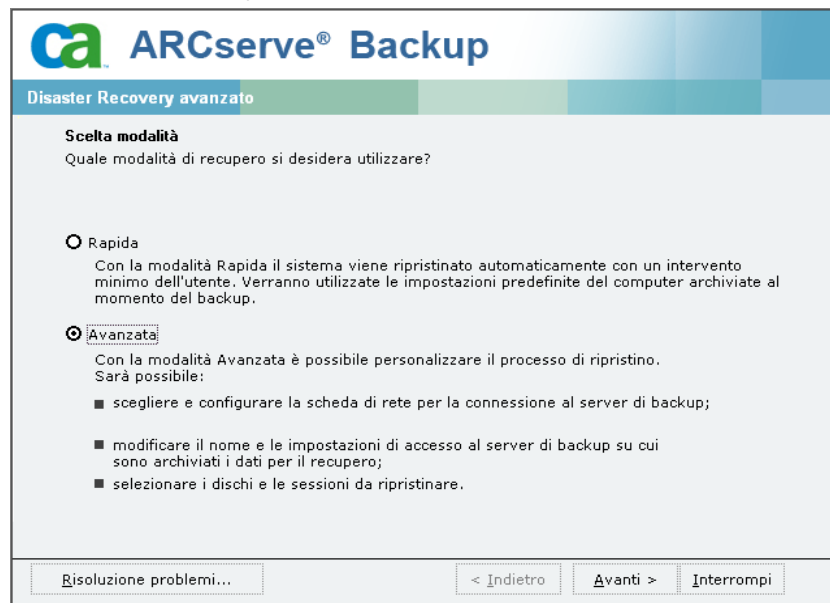 ca ARCserve® Backup
Disaster Recovery avanzato
Scelta modalità
Quale modalità di recupero si desidera utilizzare?
Rapida
Con la modalità Rapida il sistema viene ripristinato automaticamente con un intervento
minimo dell'utente. Verranno utilizzate le impostazioni predefinite del computer archiviate al
momento del backup.
Avanzata
Con la modalità Avanzata è possibile personalizzare il processo di ripristino.
Sarà possibile:
■ scegliere e configurare la scheda di rete per la connessione al server di backup;
■ modificare il nome e le impostazioni di accesso al server di backup su cui
sono archiviati i dati per il recupero;
■ selezionare i dischi e le sessioni da ripristinare.
Risoluzione problemi... < Indietro Avanti > Interrompi